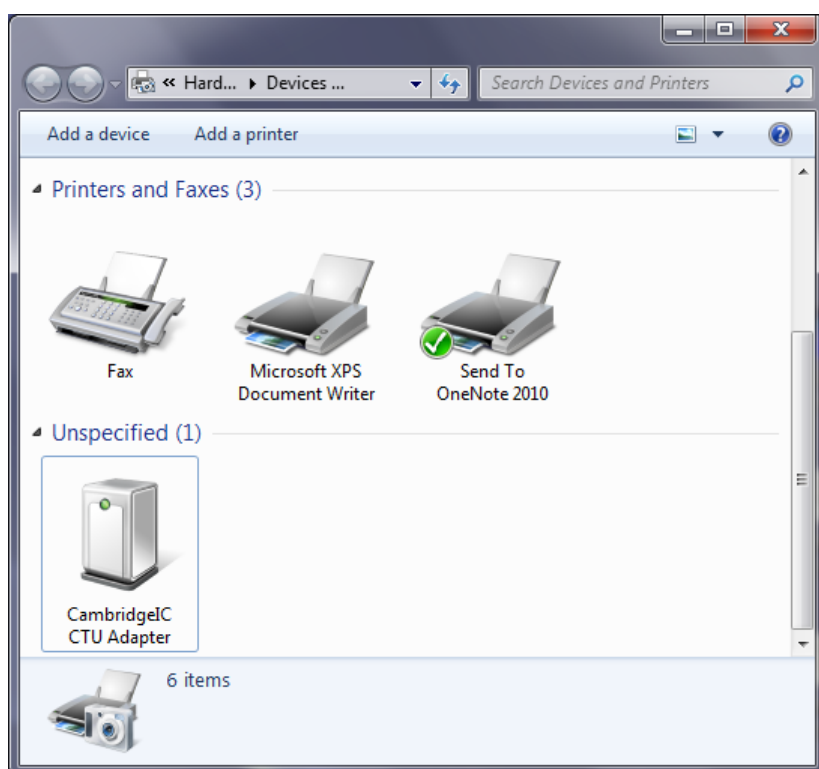 « Hard... ▸ Devices ...
Search Devices and Printers
Add a device
Add a printer
Printers and Faxes (3)
Fax
Microsoft XPS
Document Writer
Send To
OneNote 2010
Unspecified (1)
CambridgeIC
CTU Adapter
6 items